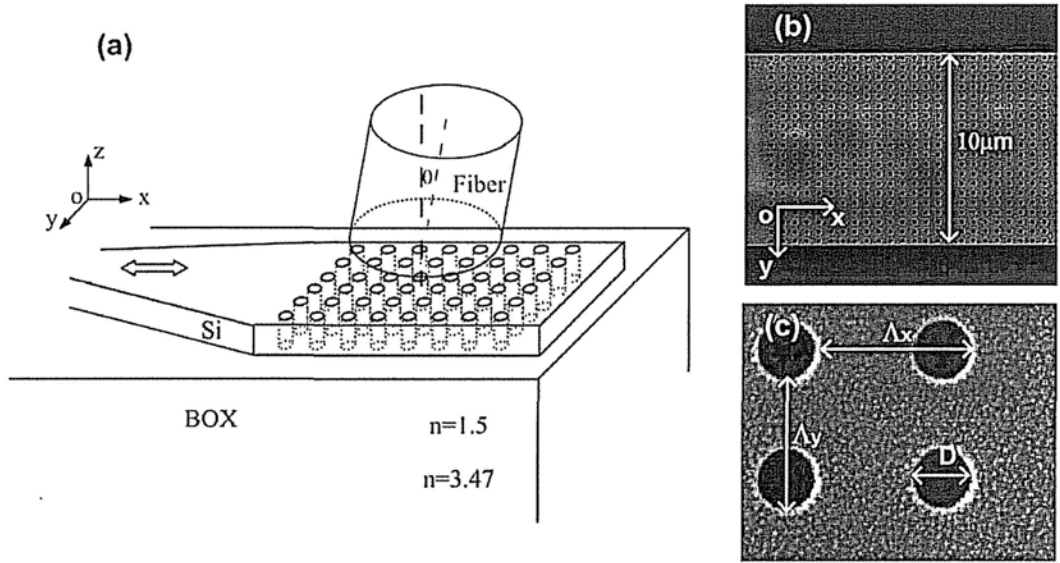 (a)
z
o
x
y
θ
Fiber
Si
BOX
n=1.5
n=3.47
(b)
10μm
o
x
y
(c)
Λx
Λy
D